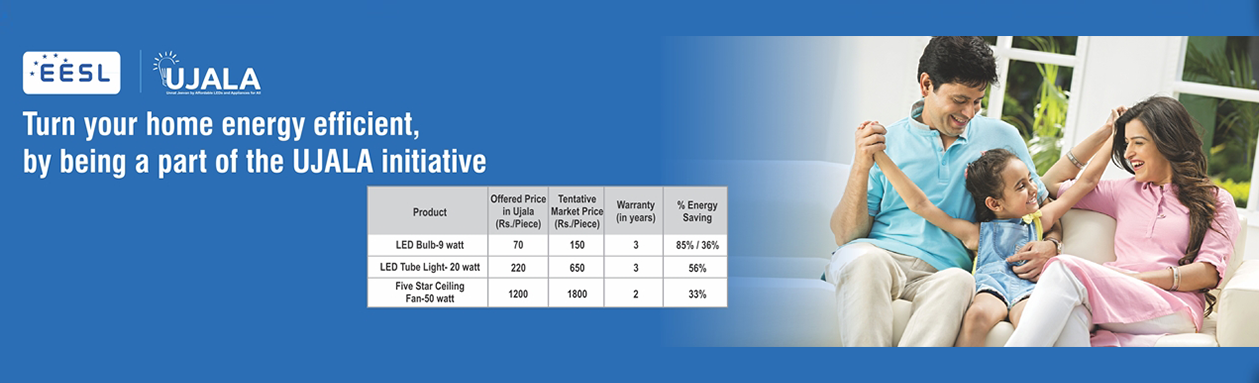 EESL
UJALA
Unnat Jeevan by Affordable LEDs and Appliances for All
Turn your home energy efficient,
by being a part of the UJALA initiative
Product
Offered Price
in Ujala
(Rs./Piece)
Tentative
Market Price
(Rs./Piece)
Warranty
(in years)
% Energy
Saving
LED Bulb-9 watt
70
150
3
85% / 36%
LED Tube Light- 20 watt
220
650
3
56%
Five Star Ceiling
Fan-50 watt
1200
1800
2
33%